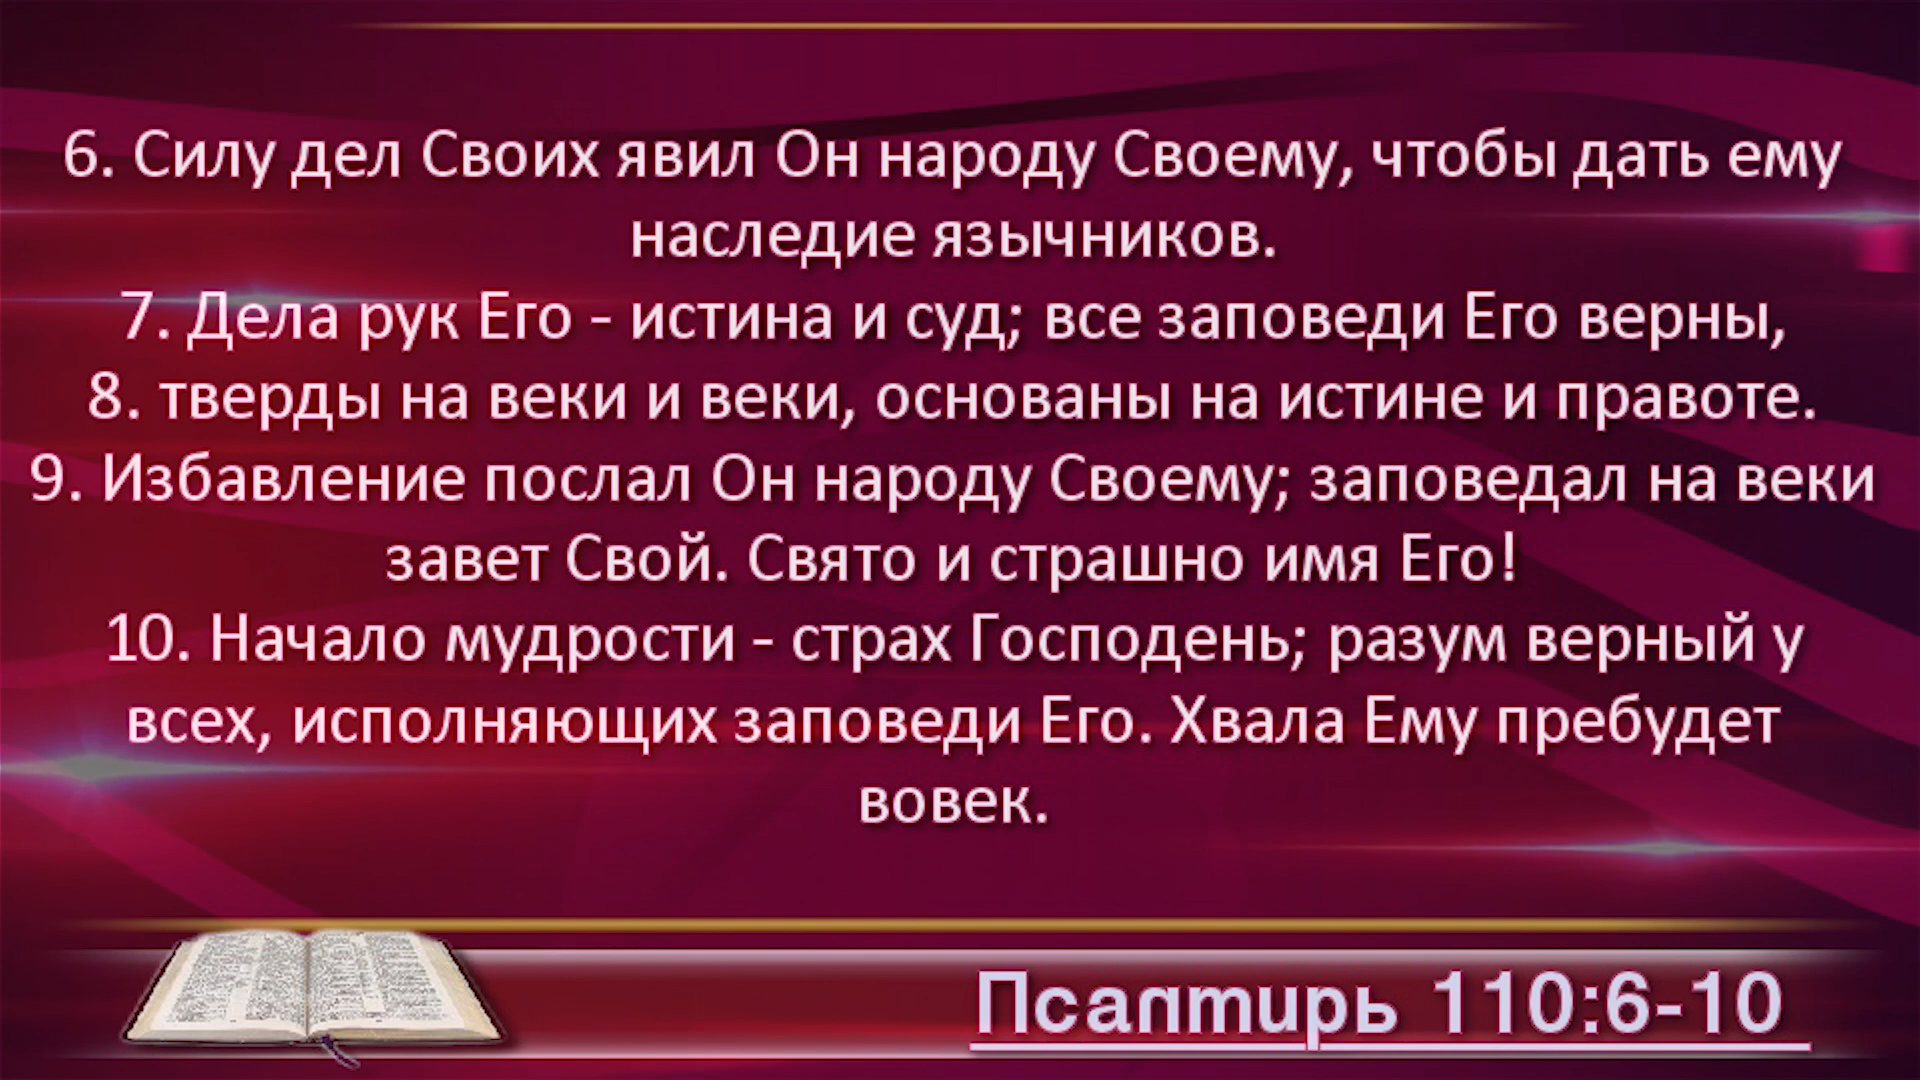 6. Силу дел Своих явил Он народу Своему, чтобы дать ему
наследие язычников.
7. Дела рук Его - истина и суд; все заповеди Его верны,
8. тверды на веки и веки, основаны на истине и правоте.
9. Избавление послал Он народу Своему; заповедал на веки
завет Свой. Свято и страшно имя Его!
10. Начало мудрости - страх Господень; разум верный у
всех, исполняющих заповеди Его. Хвала Ему пребудет
вовек.
Псалтирь 110:6-10